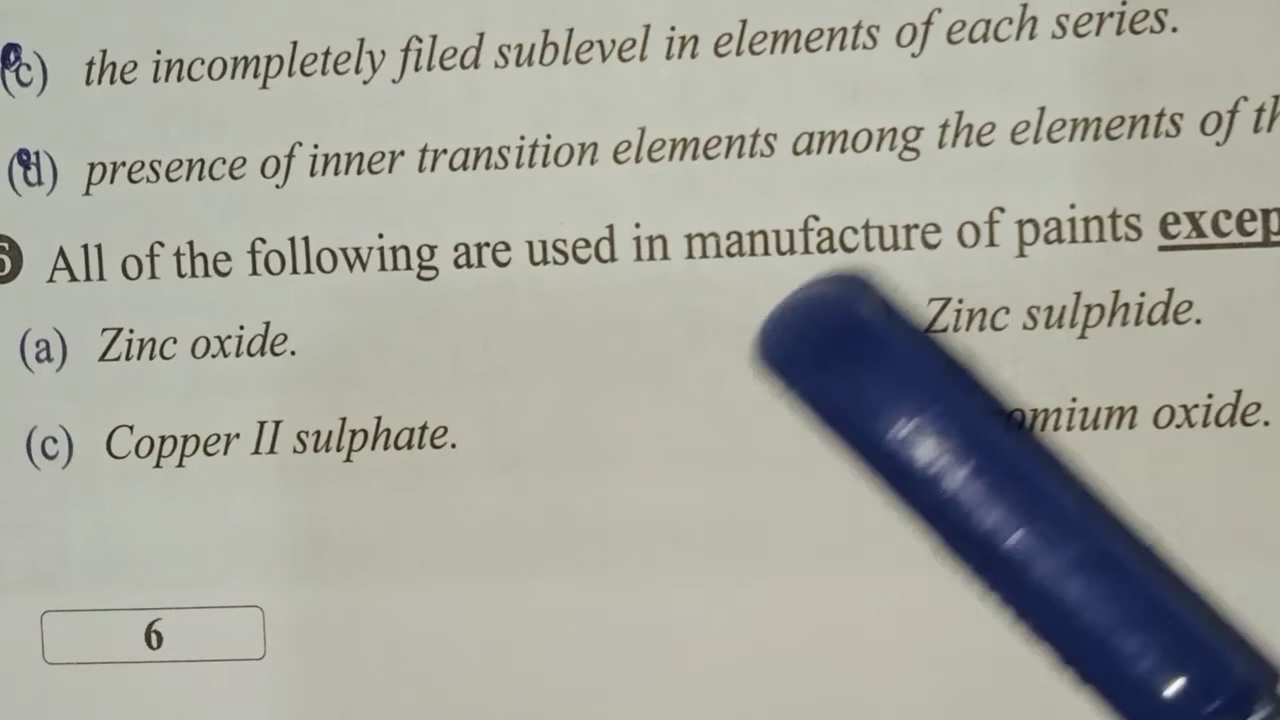 (c) the incompletely filed sublevel in elements of each series.
(d) presence of inner transition elements among the elements of
All of the following are used in manufacture of paints
(a) Zinc oxide.
Zinc sulphide.
(c) Copper II sulphate.
oxide.
6